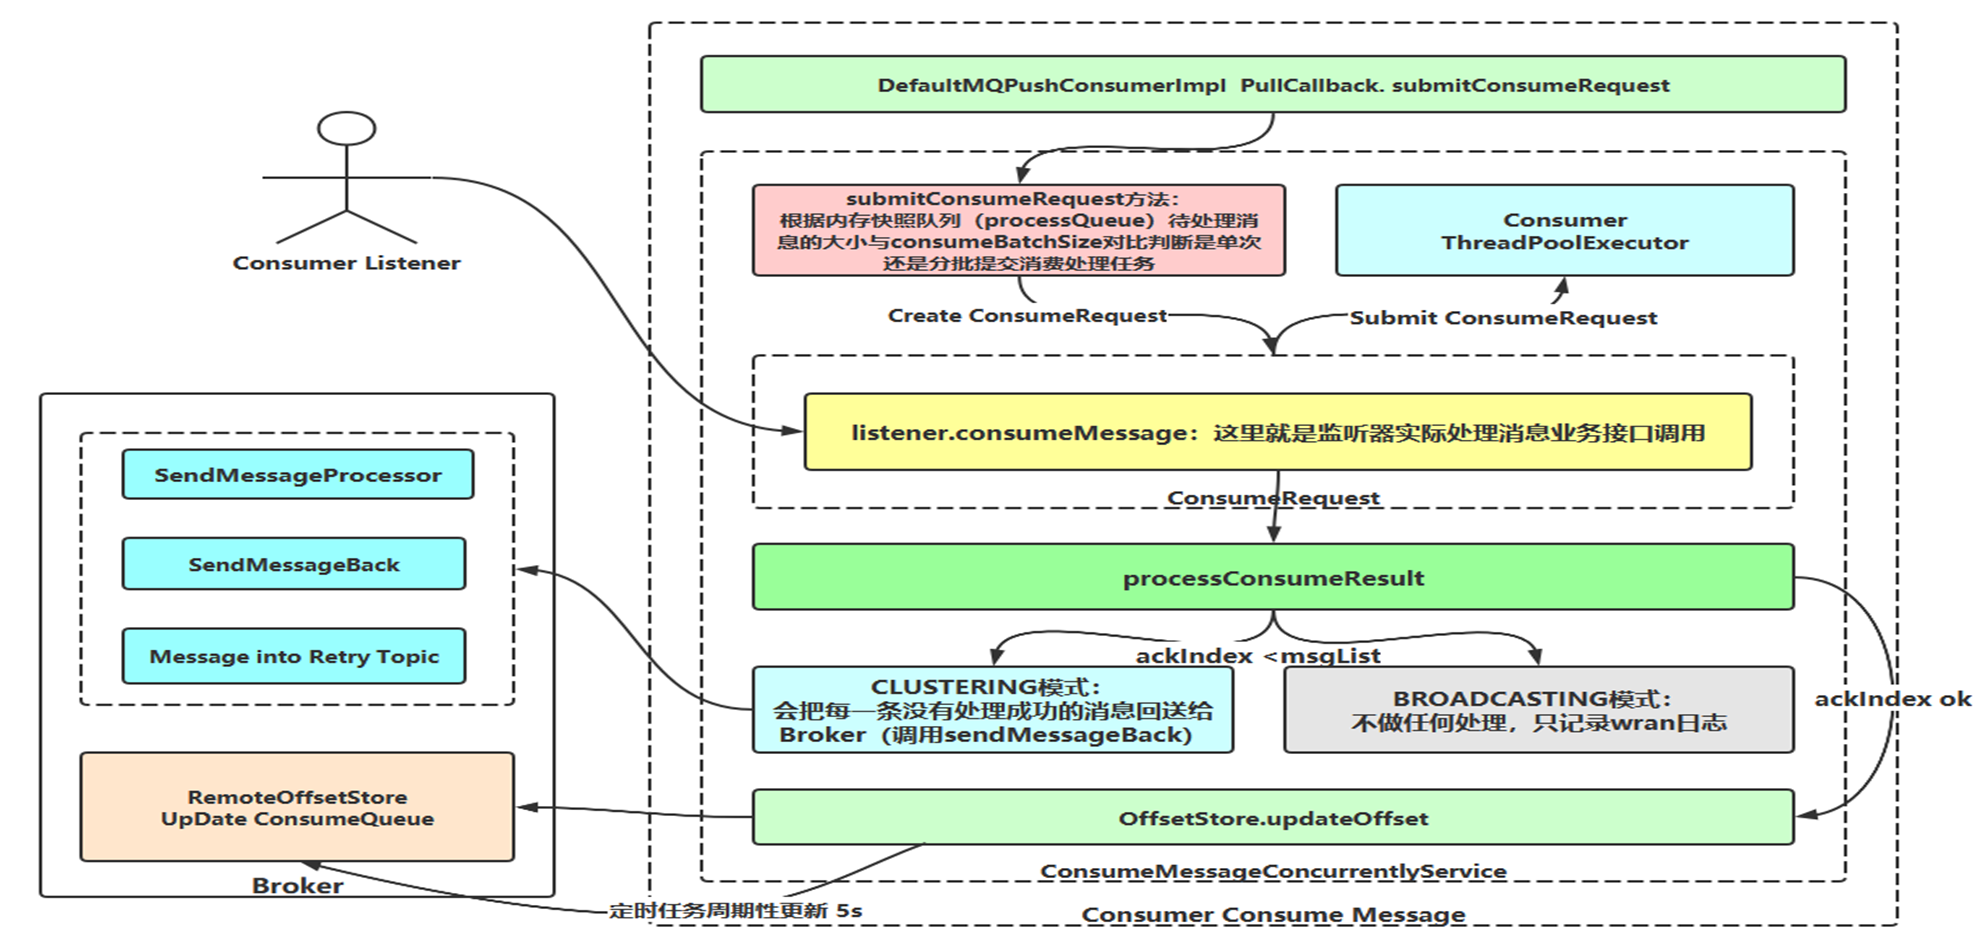 DefaultMQPushConsumerImpl  PullCallback. submitConsumeRequest
Consumer Listener
submitConsumeRequest方法：
根据内存快照队列（processQueue）待处理消
息的大小与consumeBatchSize对比判断是单次
还是分批提交消费处理任务
Consumer
ThreadPoolExecutor
Create ConsumeRequest
Submit ConsumeRequest
listener.consumeMessage：这里就是监听器实际处理消息业务接口调用
ConsumeRequest
processConsumeResult
ackIndex <msgList
CLUSTERING模式：
会把每一条没有处理成功的消息回送给
Broker（调用sendMessageBack）
BROADCASTING模式：
不做任何处理，只记录wran日志
ackIndex ok
OffsetStore.updateOffset
ConsumeMessageConcurrentlyService
Consumer Consume Message
SendMessageProcessor
SendMessageBack
Message into Retry Topic
RemoteOffsetStore
UpDate ConsumeQueue
Broker
定时任务周期性更新 5s